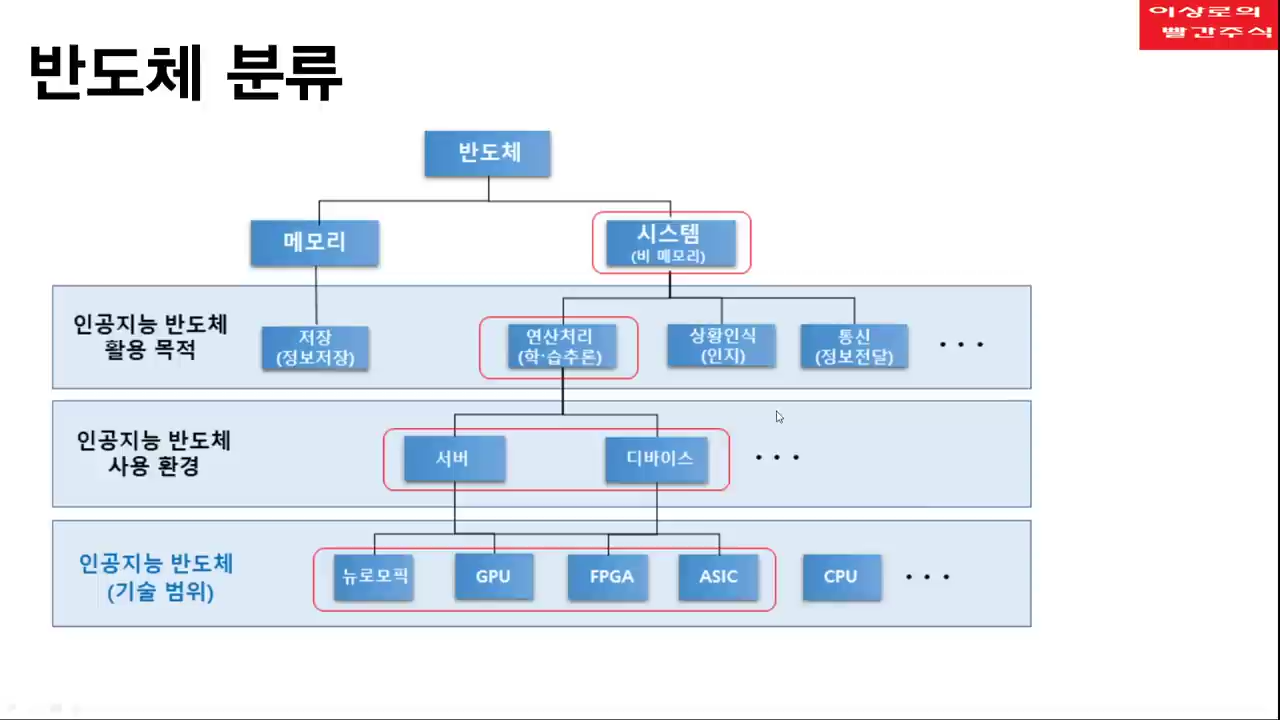 이상로의
빨간주식
반도체 분류
반도체
메모리
시스템
(비 메모리)
인공지능 반도체
활용 목적
저장
(정보저장)
연산처리
(학·습추론)
상황인식
(인지)
통신
(정보전달)
• • •
인공지능 반도체
사용 환경
서버
디바이스
• • •
인공지능 반도체
(기술 범위)
뉴로모픽
GPU
FPGA
ASIC
CPU
• • •